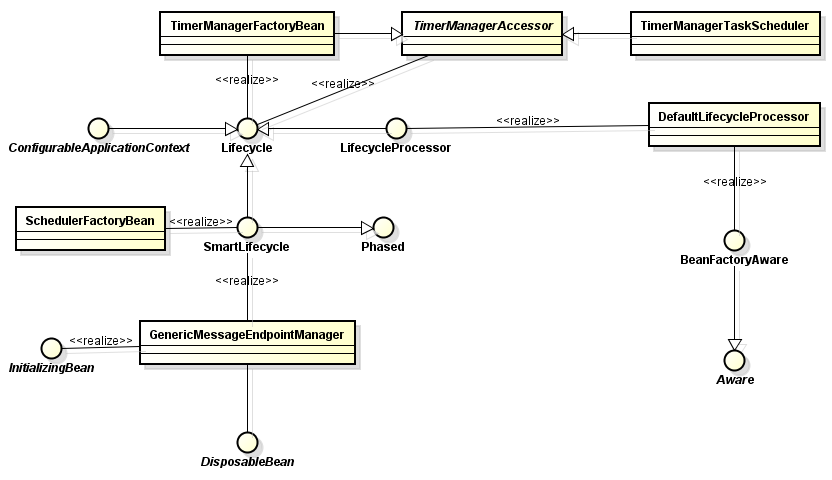 TimerManagerFactoryBean
TimerManagerAccessor
TimerManagerTaskScheduler
<<realize>>
<<realize>>
<<realize>>
DefaultLifecycleProcessor
ConfigurableApplicationContext
Lifecycle
LifecycleProcessor
<<realize>>
SchedulerFactoryBean
<<realize>>
SmartLifecycle
Phased
BeanFactoryAware
<<realize>>
GenericMessageEndpointManager
<<realize>>
InitializingBean
Aware
DisposableBean